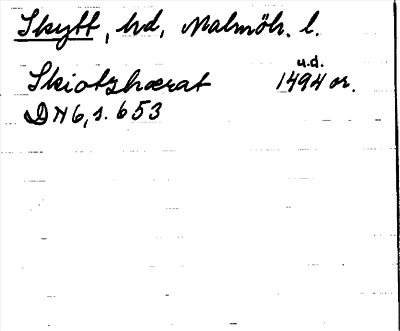 Skytt, hd, Malmöh. l.
u.d.
Skiotzhærat 1494 or.
DN 6, s. 653